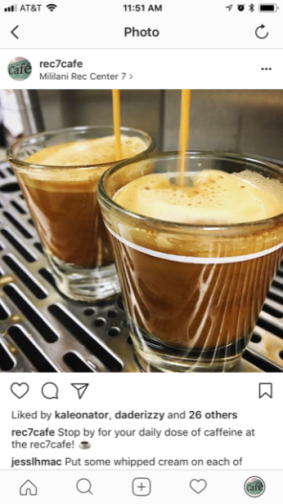 AT&T 11:51 AM
Photo
rec7cafe
Mililani Rec Center 7 >
Liked by kaleonator, daderizzy and 26 others
rec7cafe Stop by for your daily dose of caffeine at
the rec7cafe! ☕
jesslhmac Put some whipped cream on each of